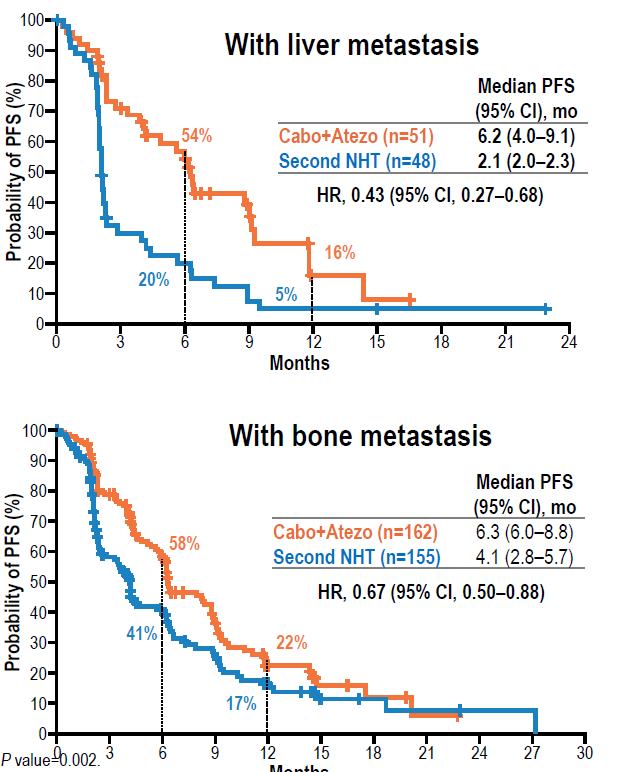 With liver metastasis
Probability of PFS (%)
100
90
80
70
60
50
40
30
20
10
0
Median PFS
(95% CI), mo
Cabo+Atezo (n=51) 6.2 (4.0–9.1)
Second NHT (n=48) 2.1 (2.0–2.3)
HR, 0.43 (95% CI, 0.27–0.68)
54%
20%
16%
5%
0 3 6 9 12 15 18 21 24
Months
With bone metastasis
Probability of PFS (%)
100
90
80
70
60
50
40
30
20
10
0
Median PFS
(95% CI), mo
Cabo+Atezo (n=162) 6.3 (6.0–8.8)
Second NHT (n=155) 4.1 (2.8–5.7)
HR, 0.67 (95% CI, 0.50–0.88)
58%
41%
22%
17%
0 3 6 9 12 15 18 21 24 27 30
P value=0.002.
Months